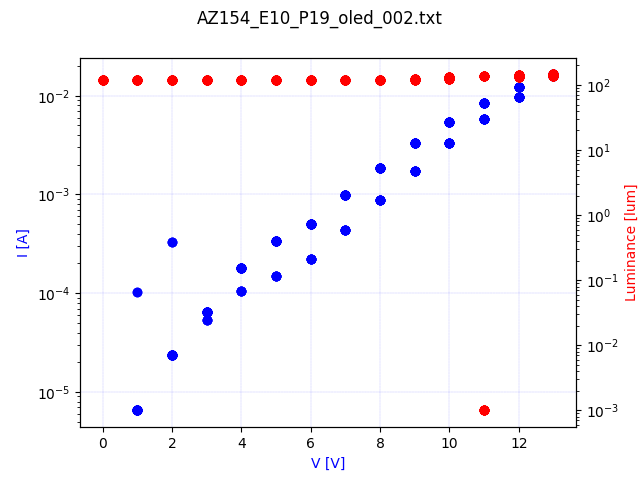 AZ154_E10_P19_oled_002.txt
10⁻²
10⁻³
10⁻⁴
10⁻⁵
I [A]
10²
10¹
10⁰
10⁻¹
10⁻²
10⁻³
Luminance [lum]
0 2 4 6 8 10 12
V [V]